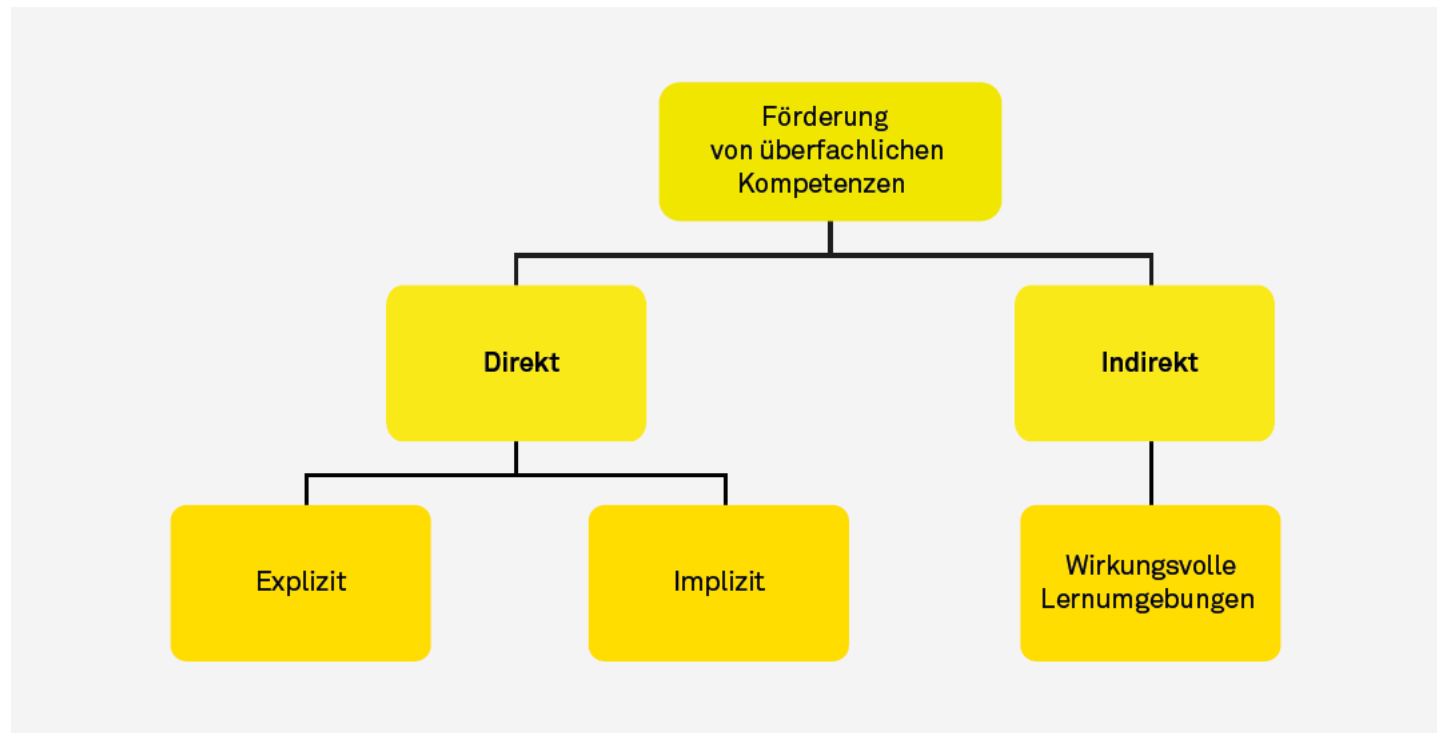 Förderung
von überfachlichen
Kompetenzen
Direkt
Indirekt
Explizit
Implizit
Wirkungsvolle
Lernumgebungen